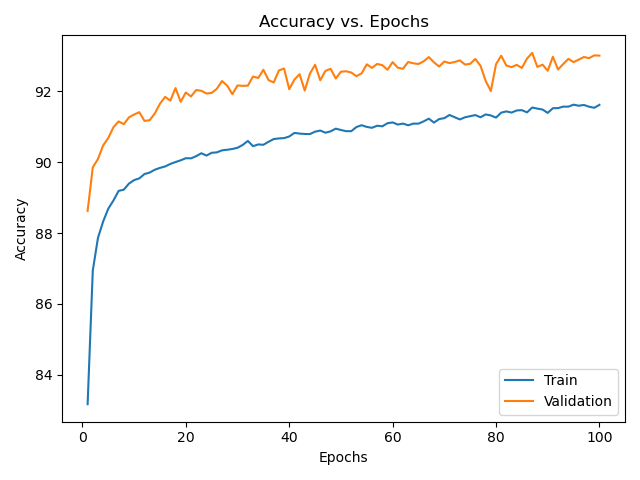 Accuracy vs. Epochs
Accuracy
92
90
88
86
84
0 20 40 60 80 100
Epochs
Train
Validation